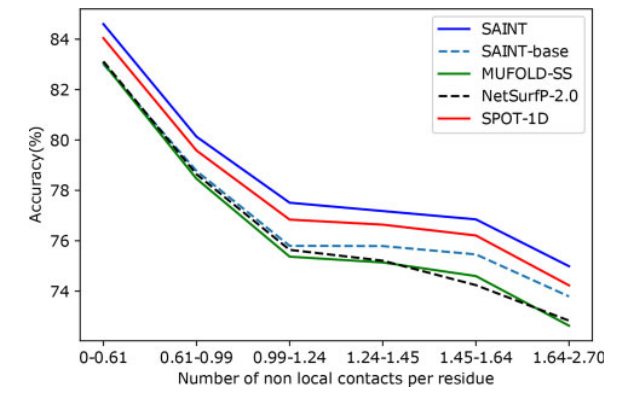 84
82
80
78
76
74
Accuracy(%)
SAINT
SAINT-base
MUFOLD-SS
NetSurfP-2.0
SPOT-1D
0-0.61 0.61-0.99 0.99-1.24 1.24-1.45 1.45-1.64 1.64-2.70
Number of non local contacts per residue